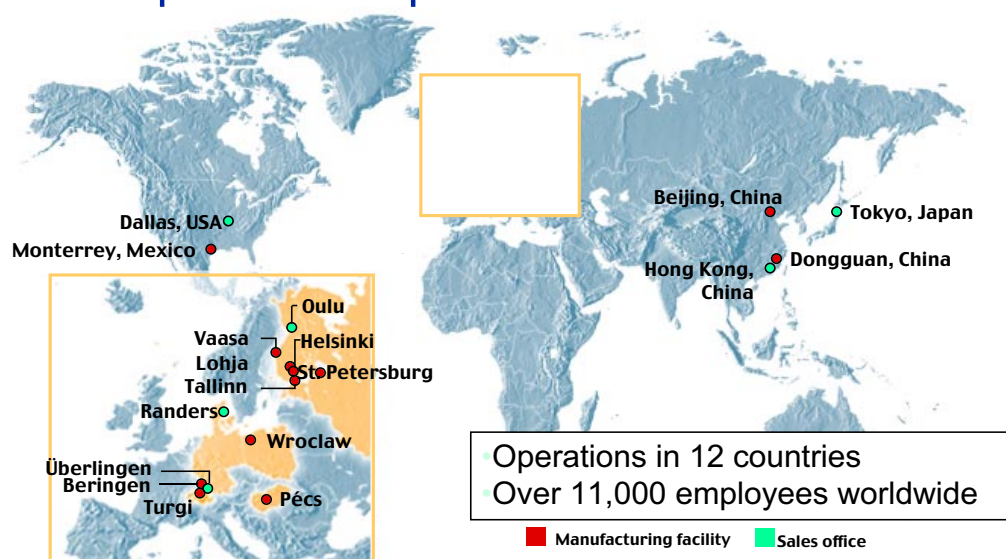 Dallas, USA
Monterrey, Mexico
Beijing, China
Tokyo, Japan
Hong Kong,
China
Dongguan, China
Oulu
Vaasa
Helsinki
Lohja
St. Petersburg
Tallinn
Randers
Wroclaw
Überlingen
Beringen
Turgi
Pécs
•Operations in 12 countries
•Over 11,000 employees worldwide
Manufacturing facility
Sales office